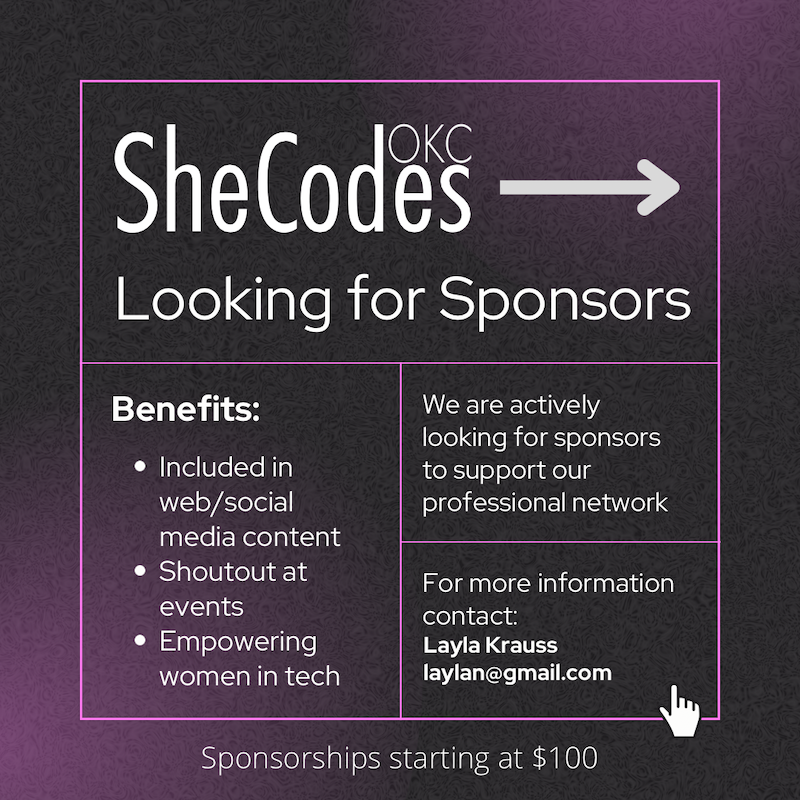 SheCodes OKC
Looking for Sponsors
Benefits:
• Included in
web/social
media content
• Shoutout at
events
• Empowering
women in tech
We are actively
looking for sponsors
to support our
professional network
For more information
contact:
Layla Krauss
laylan@gmail.com
Sponsorships starting at $100